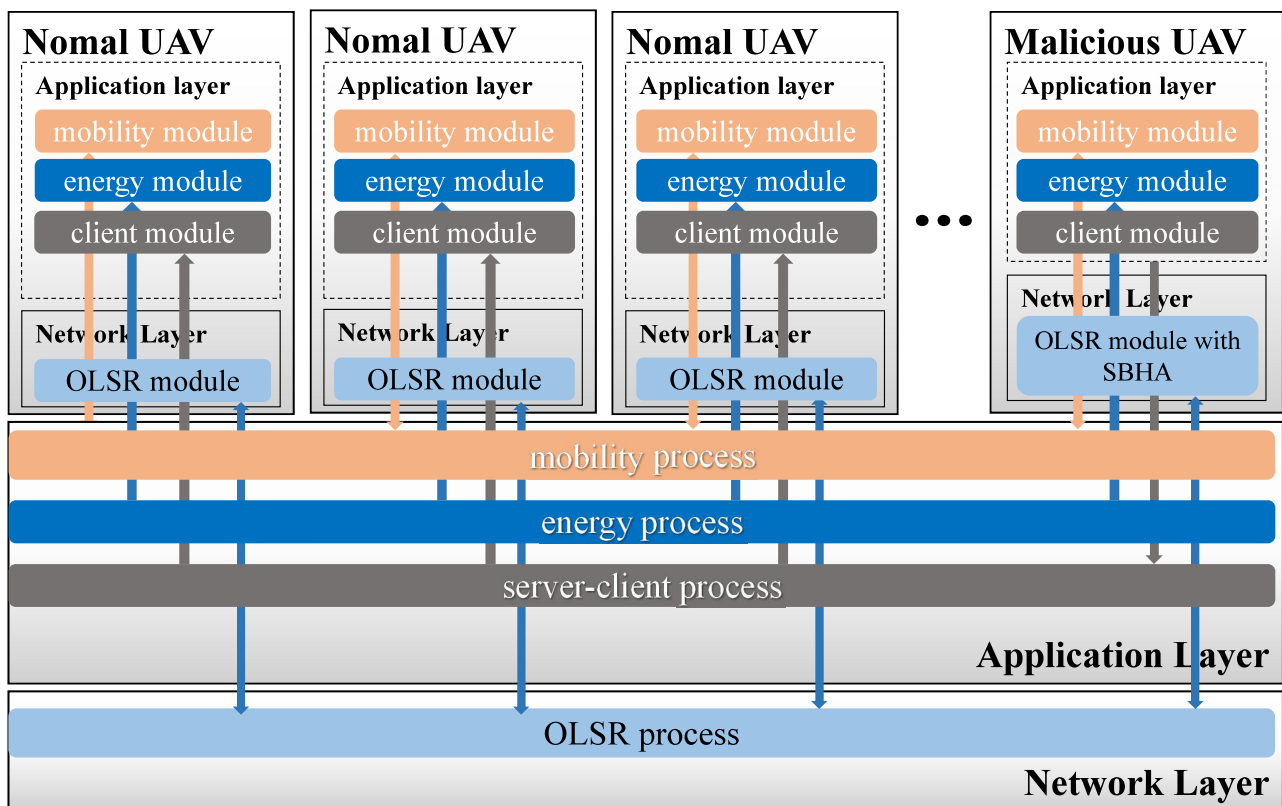 Nomal UAV
Application layer
mobility module
energy module
client module
Network Layer
OLSR module
Nomal UAV
Application layer
mobility module
energy module
client module
Network Layer
OLSR module
Nomal UAV
Application layer
mobility module
energy module
client module
Network Layer
OLSR module
Malicious UAV
Application layer
mobility module
energy module
client module
Network Layer
OLSR module with
SBHA
mobility process
energy process
server-client process
Application Layer
OLSR process
Network Layer